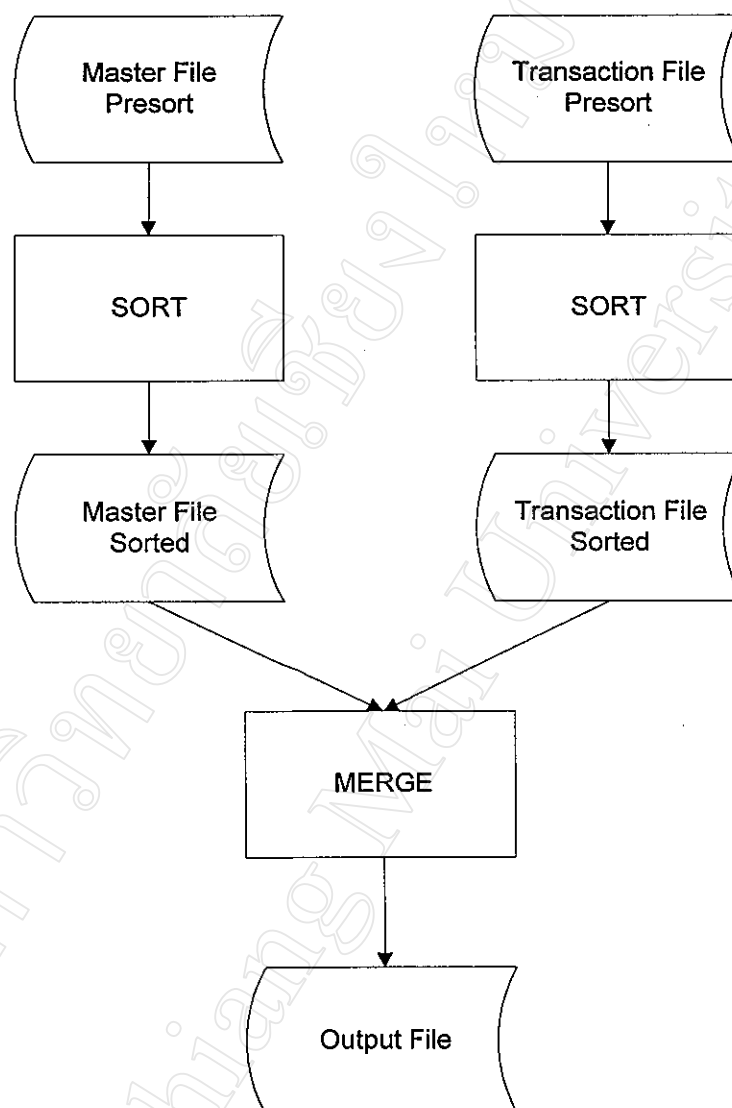 Master File
Presort
Transaction File
Presort
SORT
SORT
Master File
Sorted
Transaction File
Sorted
MERGE
Output File